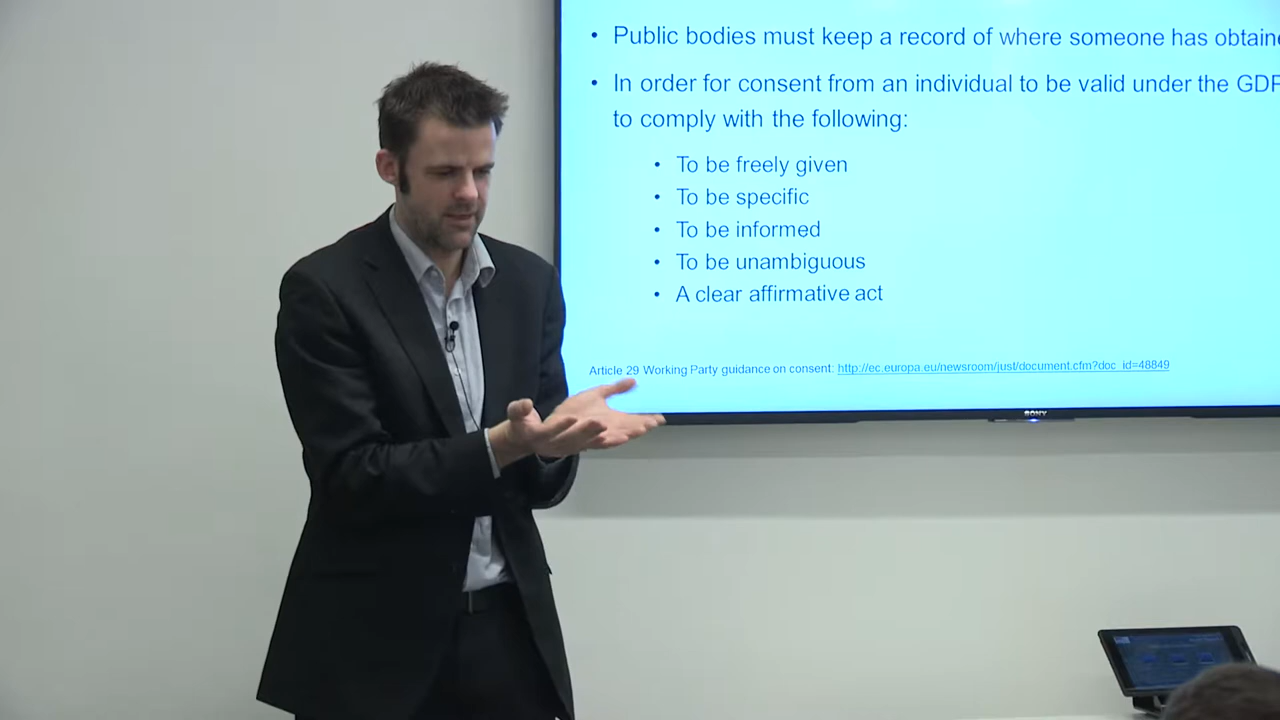 • Public bodies must keep a record of where someone has obtaine
• In order for consent from an individual to be valid under the GDP
to comply with the following:
• To be freely given
• To be specific
• To be informed
• To be unambiguous
• A clear affirmative act
Article 29 Working Party guidance on consent: http://ec.europa.eu/newsroom/just/document.cfm?doc_id=48849
SONY